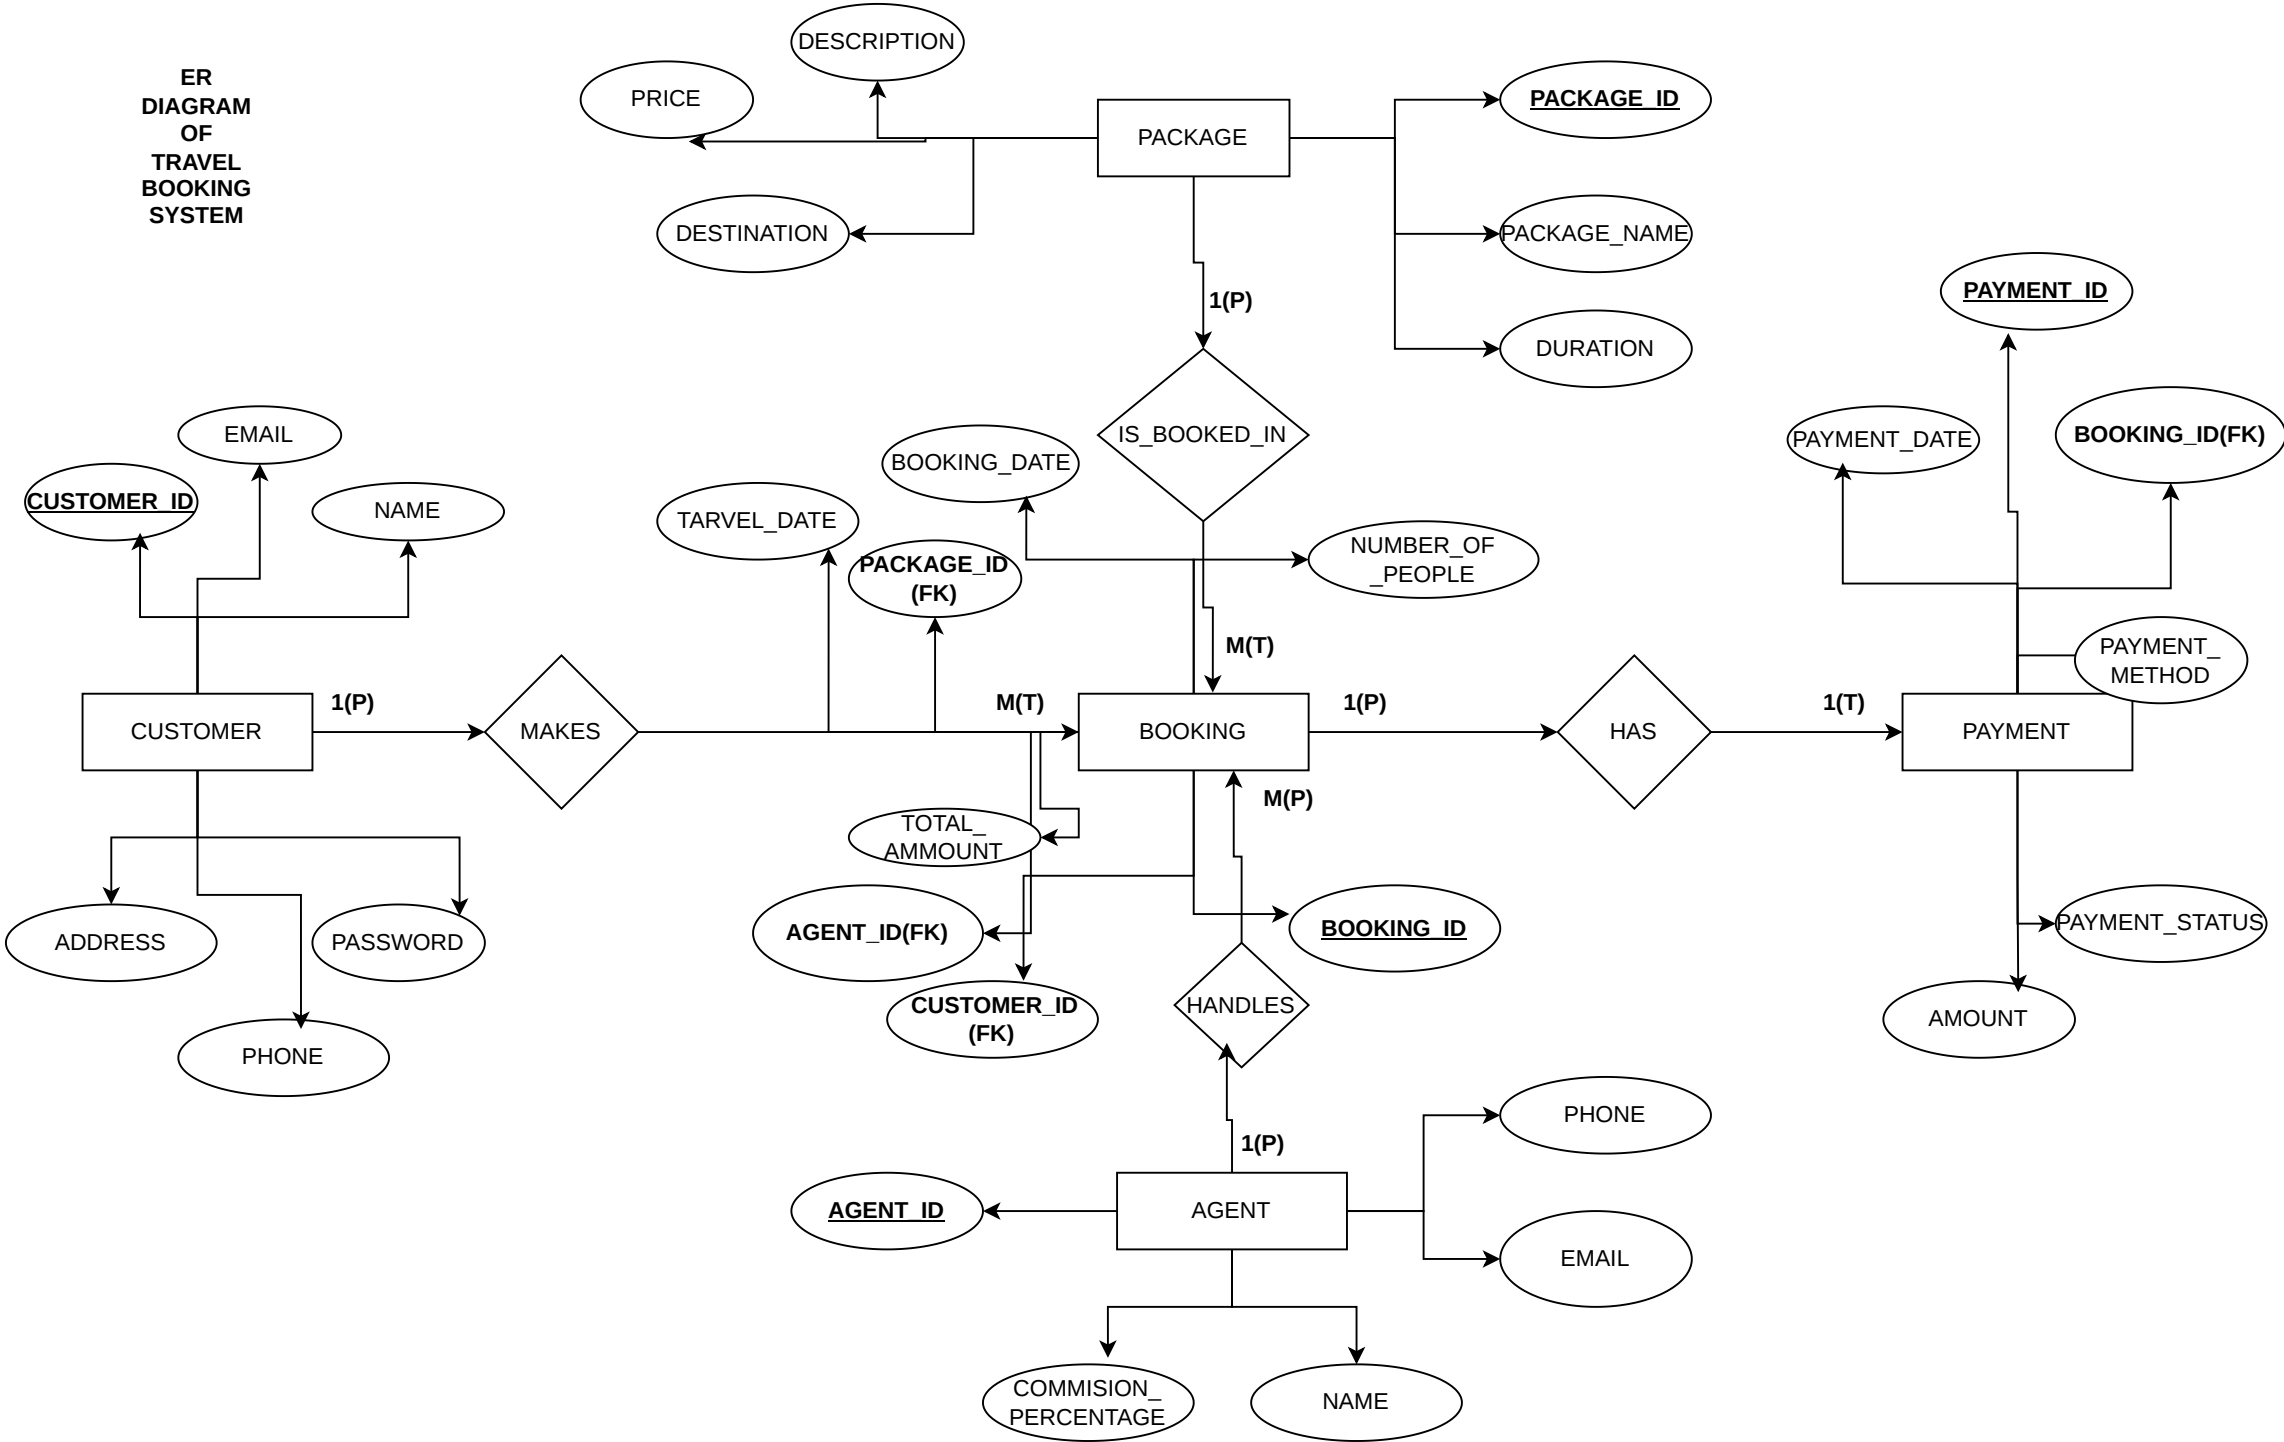 ER
DIAGRAM
OF
TRAVEL
BOOKING
SYSTEM
DESCRIPTION
PRICE
PACKAGE
PACKAGE_ID
DESTINATION
PACKAGE_NAME
1(P)
DURATION
PAYMENT_ID
EMAIL
IS_BOOKED_IN
PAYMENT_DATE
BOOKING_ID(FK)
BOOKING_DATE
CUSTOMER_ID
NAME
TARVEL_DATE
PACKAGE_ID
(FK)
NUMBER_OF
_PEOPLE
M(T)
PAYMENT_
METHOD
1(P)
M(T)
1(P)
1(T)
CUSTOMER
MAKES
BOOKING
HAS
PAYMENT
M(P)
TOTAL_
AMMOUNT
ADDRESS
PASSWORD
AGENT_ID(FK)
BOOKING_ID
PAYMENT_STATUS
CUSTOMER_ID
(FK)
HANDLES
AMOUNT
PHONE
PHONE
1(P)
AGENT_ID
AGENT
EMAIL
COMMISION_
PERCENTAGE
NAME